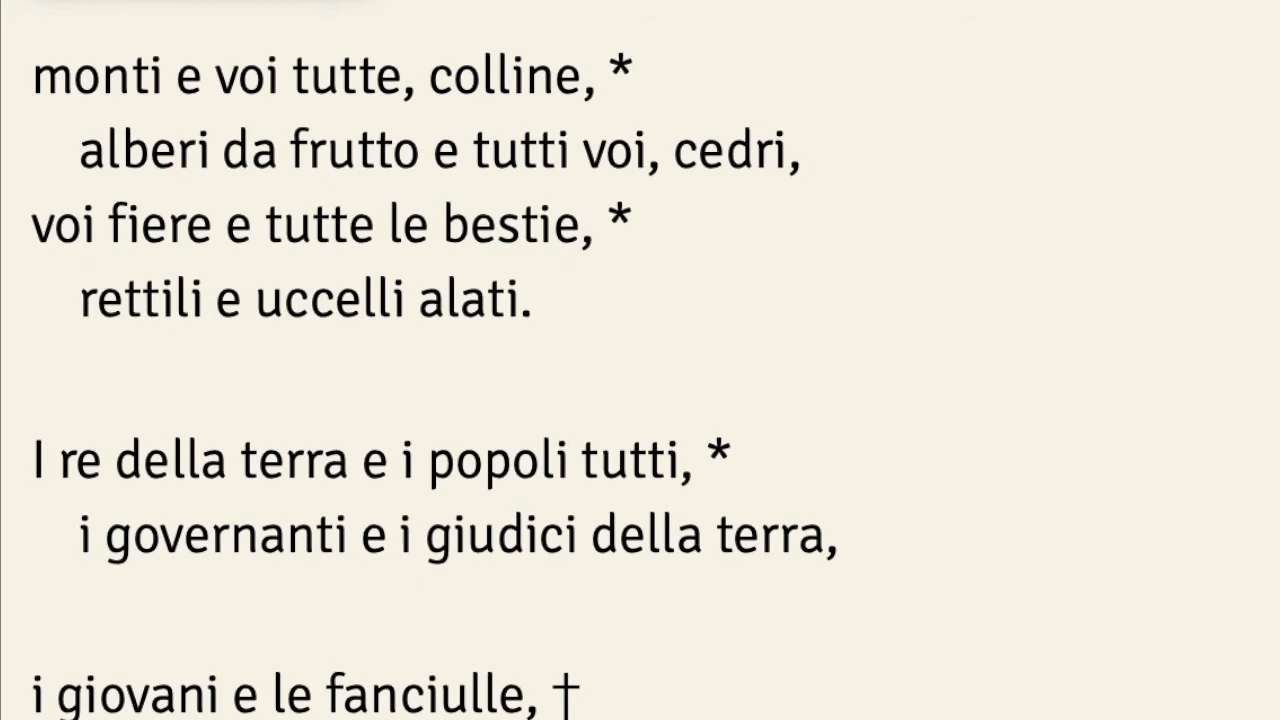 monti e voi tutte, colline, *
alberi da frutto e tutti voi, cedri,
voi fiere e tutte le bestie, *
rettili e uccelli alati.
I re della terra e i popoli tutti, *
i governanti e i giudici della terra,
i giovani e le fanciulle, †